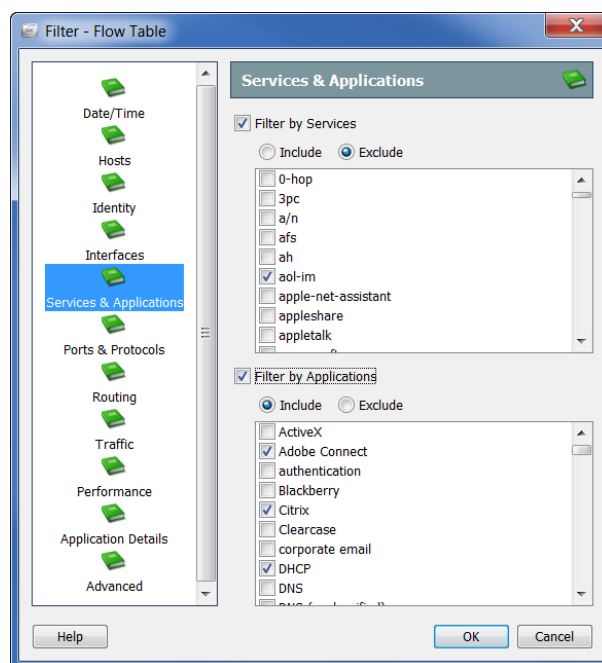 Filter - Flow Table
Date/Time
Hosts
Identity
Interfaces
Services & Applications
Ports & Protocols
Routing
Traffic
Performance
Application Details
Advanced
Services & Applications
Filter by Services
Include Exclude
0-hop
3pc
a/n
afs
ah
aol-im
apple-net-assistant
appleshare
appletalk
Filter by Applications
Include Exclude
ActiveX
Adobe Connect
authentication
Blackberry
Citrix
Clearcase
corporate email
DHCP
DNS
Help OK Cancel